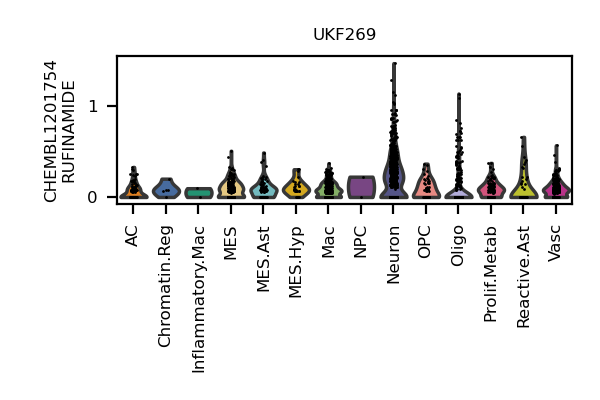 UKF269
CHEMBL1201754
RUFINAMIDE
1
0
AC
Chromatin.Reg
Inflammatory.Mac
MES
MES.Ast
MES.Hyp
Mac
NPC
Neuron
OPC
Oligo
Prolif.Metab
Reactive.Ast
Vasc